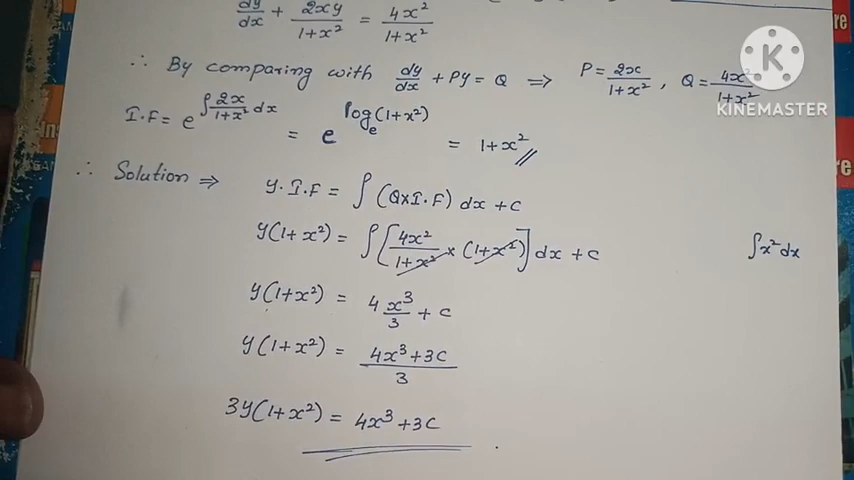 dy/dx + 2xy/1+x² = 4x²/1+x²
∴ By comparing with dy/dx + Py = Q ⇒ P = 2x/1+x², Q = 4x²/1+x²
K
KINEMASTER
I.F = e^∫2x/1+x² dx = e^logₑ(1+x²) = 1+x² //
∴ Solution ⇒ y. I.F = ∫(Q×I.F) dx + c
y(1+x²) = ∫[4x²/1+x² × (1+x²)] dx + c
∫x² dx
y(1+x²) = 4 x³/3 + c
y(1+x²) = 4x³+3c/3
3y(1+x²) = 4x³+3c